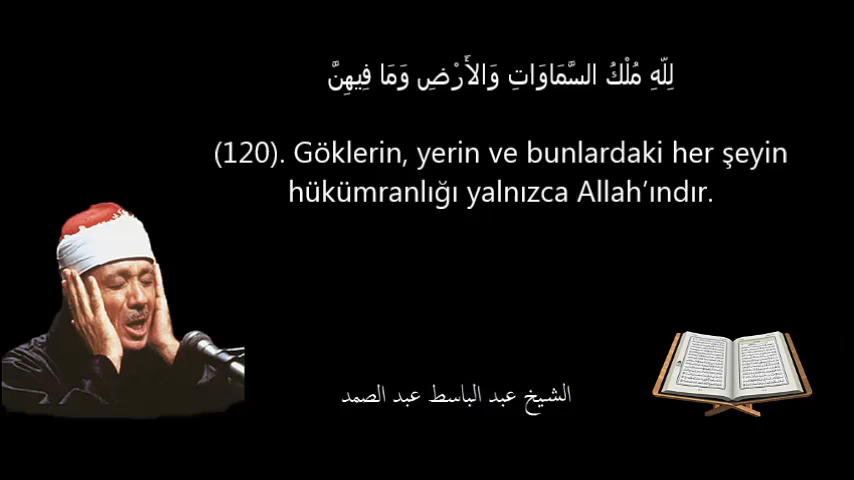 لِلّهِ مُلْكُ السَّمَاوَاتِ وَالأَرْضِ وَمَا فِيهِنَّ
(120). Göklerin, yerin ve bunlardaki her şeyin
hükümranlığı yalnızca Allah’ındır.
الشيخ عبد الباسط عبد الصمد